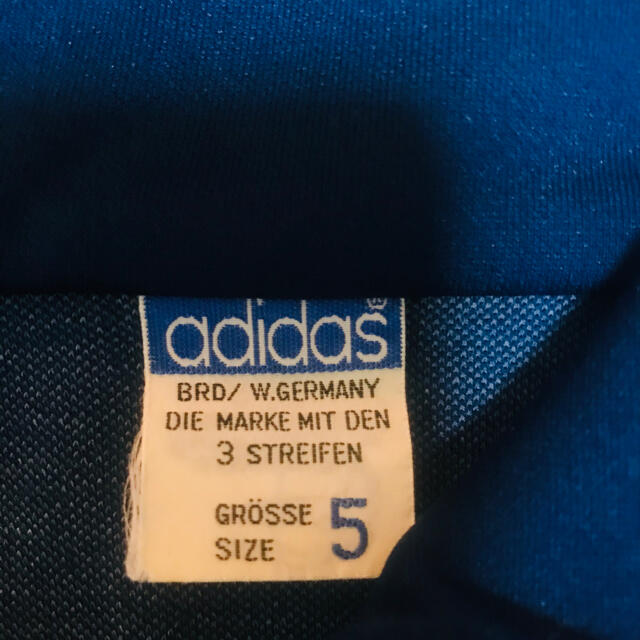 adidas®
BRD/ W.GERMANY
DIE MARKE MIT DEN
3 STREIFEN
GRÖSSE 5
SIZE